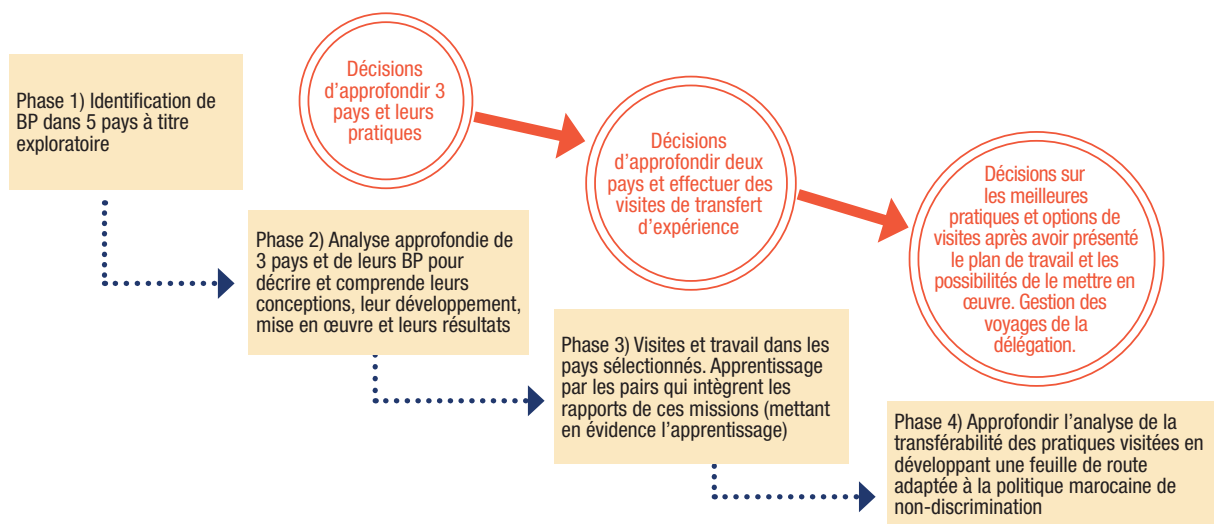 Phase 1) Identification de
BP dans 5 pays à titre
exploratoire
Décisions
d'approfondir 3
pays et leurs
pratiques
Phase 2) Analyse approfondie de
3 pays et de leurs BP pour
décrire et comprende leurs
conceptions, leur développement,
mise en œuvre et leurs résultats
Décisions
d'approfondir deux
pays et effectuer des
visites de transfert
d'expérience
Phase 3) Visites et travail dans les
pays sélectionnés. Apprentissage
par les pairs qui intègrent les
rapports de ces missions (mettant
en évidence l'apprentissage)
Décisions sur
les meilleures
pratiques et options de
visites après avoir présenté
le plan de travail et les
possibilités de le mettre en
œuvre. Gestion des
voyages de la
délégation.
Phase 4) Approfondir l'analyse de la
transférabilité des pratiques visitées en
développant une feuille de route
adaptée à la politique marocaine de
non-discrimination